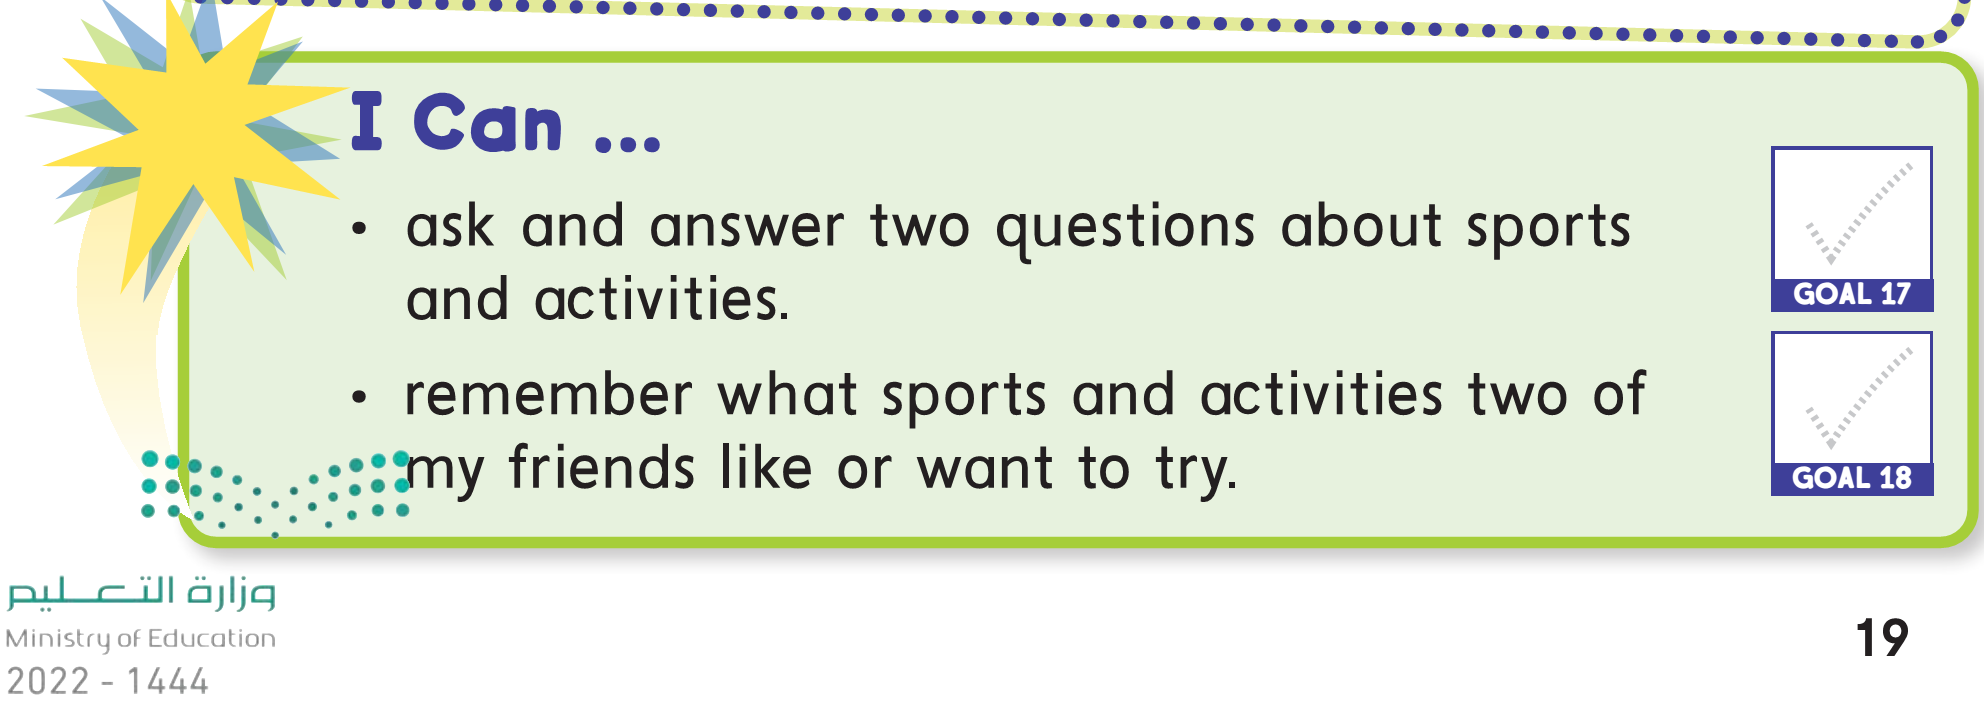 I Can ...
• ask and answer two questions about sports
and activities.
GOAL 17
• remember what sports and activities two of
my friends like or want to try.
GOAL 18
وزارة التعليم
Ministry of Education
2022 - 1444
19